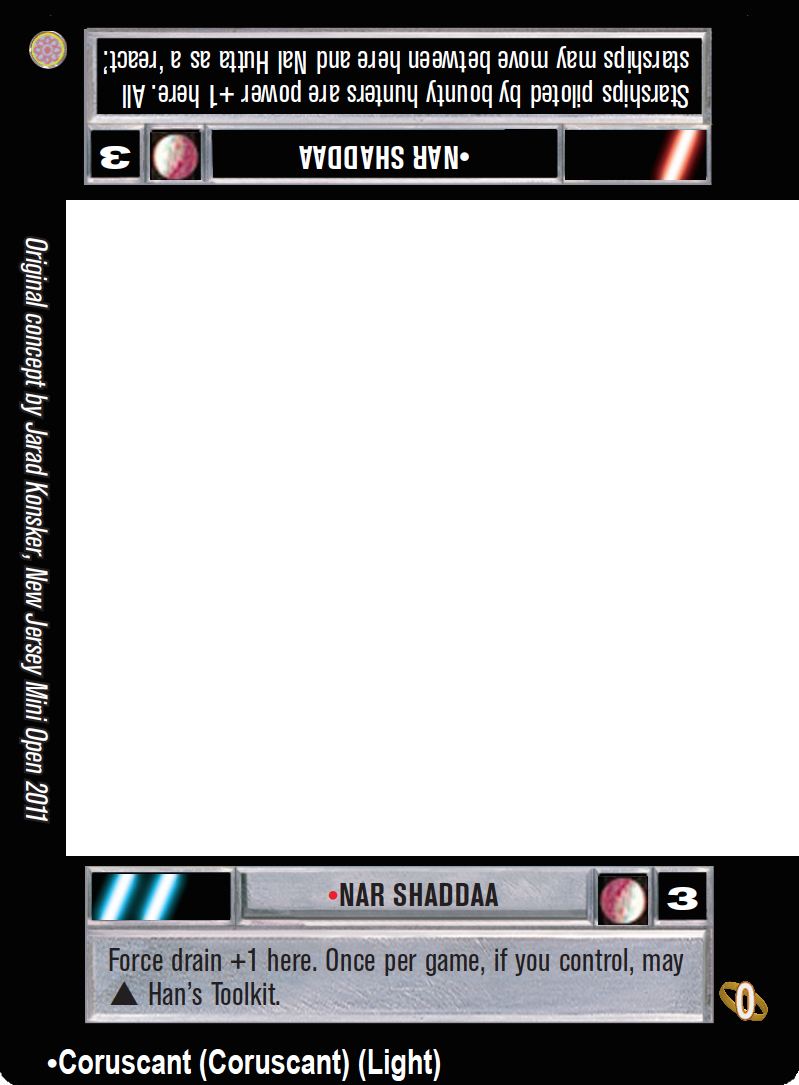 Starships piloted by bounty hunters are power +1 here. All
starships may move between here and Nal Hutta as a 'react.'
•NAR SHADDAA
3
Original concept by Jarad Konsker, New Jersey Mini Open 2011
•NAR SHADDAA
3
Force drain +1 here. Once per game, if you control, may
▲ Han's Toolkit.
0
•Coruscant (Coruscant) (Light)